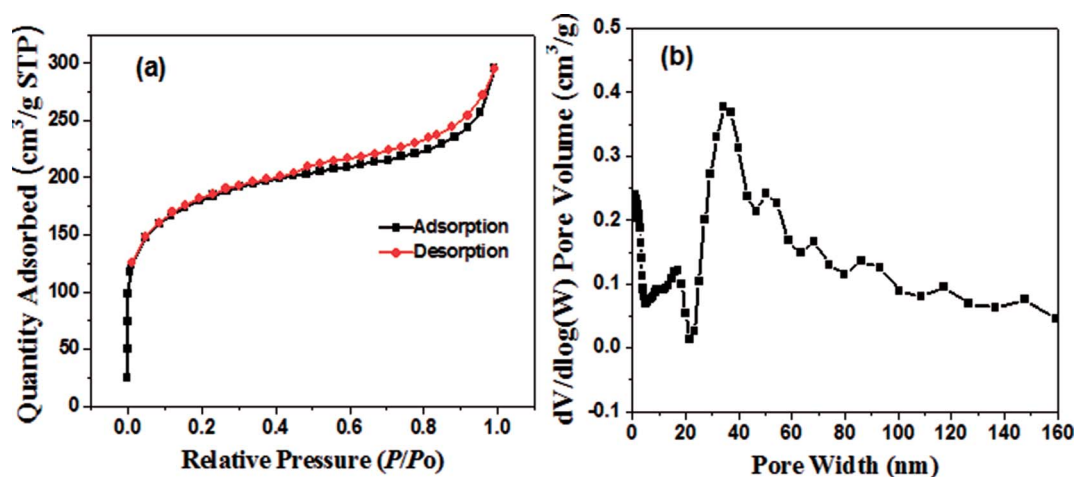 (a)
Quantity Adsorbed (cm³/g STP)
300
250
200
150
100
50
0
Adsorption
Desorption
0.0 0.2 0.4 0.6 0.8 1.0
Relative Pressure (P/Po)
(b)
dV/dlog(W) Pore Volume (cm³/g)
0.5
0.4
0.3
0.2
0.1
0.0
-0.1
0 20 40 60 80 100 120 140 160
Pore Width (nm)